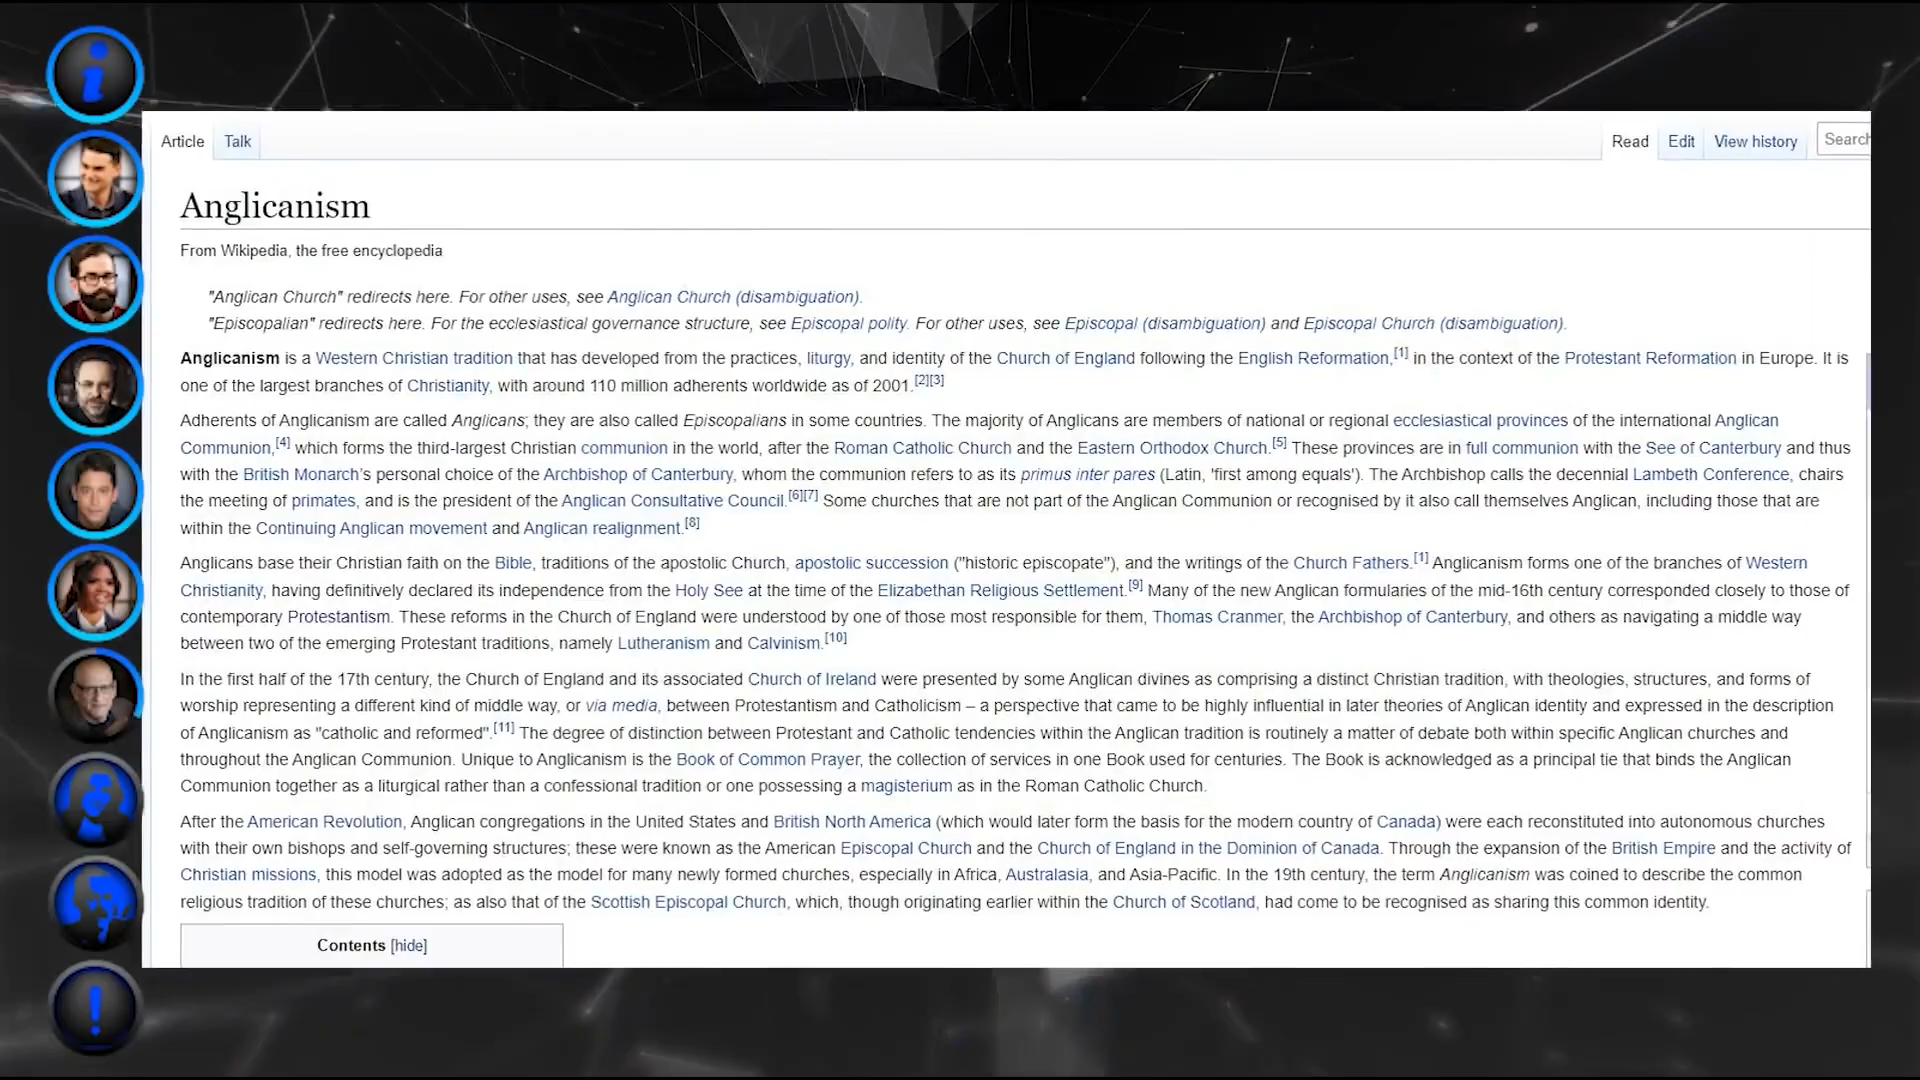 Article Talk Read Edit View history Search
Anglicanism
From Wikipedia, the free encyclopedia
"Anglican Church" redirects here. For other uses, see Anglican Church (disambiguation).
"Episcopalian" redirects here. For the ecclesiastical governance structure, see Episcopal polity. For other uses, see Episcopal (disambiguation) and Episcopal Church (disambiguation).
Anglicanism is a Western Christian tradition that has developed from the practices, liturgy, and identity of the Church of England following the English Reformation,[1] in the context of the Protestant Reformation in Europe. It is
one of the largest branches of Christianity, with around 110 million adherents worldwide as of 2001.[2][3]
Adherents of Anglicanism are called Anglicans; they are also called Episcopalians in some countries. The majority of Anglicans are members of national or regional ecclesiastical provinces of the international Anglican
Communion,[4] which forms the third-largest Christian communion in the world, after the Roman Catholic Church and the Eastern Orthodox Church.[5] These provinces are in full communion with the See of Canterbury and thus
with the British Monarch's personal choice of the Archbishop of Canterbury, whom the communion refers to as its primus inter pares (Latin, 'first among equals'). The Archbishop calls the decennial Lambeth Conference, chairs
the meeting of primates, and is the president of the Anglican Consultative Council.[6][7] Some churches that are not part of the Anglican Communion or recognised by it also call themselves Anglican, including those that are
within the Continuing Anglican movement and Anglican realignment.[8]
Anglicans base their Christian faith on the Bible, traditions of the apostolic Church, apostolic succession ("historic episcopate"), and the writings of the Church Fathers.[1] Anglicanism forms one of the branches of Western
Christianity, having definitively declared its independence from the Holy See at the time of the Elizabethan Religious Settlement.[9] Many of the new Anglican formularies of the mid-16th century corresponded closely to those of
contemporary Protestantism. These reforms in the Church of England were understood by one of those most responsible for them, Thomas Cranmer, the Archbishop of Canterbury, and others as navigating a middle way
between two of the emerging Protestant traditions, namely Lutheranism and Calvinism.[10]
In the first half of the 17th century, the Church of England and its associated Church of Ireland were presented by some Anglican divines as comprising a distinct Christian tradition, with theologies, structures, and forms of
worship representing a different kind of middle way, or via media, between Protestantism and Catholicism – a perspective that came to be highly influential in later theories of Anglican identity and expressed in the description
of Anglicanism as "catholic and reformed".[11] The degree of distinction between Protestant and Catholic tendencies within the Anglican tradition is routinely a matter of debate both within specific Anglican churches and
throughout the Anglican Communion. Unique to Anglicanism is the Book of Common Prayer, the collection of services in one Book used for centuries. The Book is acknowledged as a principal tie that binds the Anglican
Communion together as a liturgical rather than a confessional tradition or one possessing a magisterium as in the Roman Catholic Church.
After the American Revolution, Anglican congregations in the United States and British North America (which would later form the basis for the modern country of Canada) were each reconstituted into autonomous churches
with their own bishops and self-governing structures; these were known as the American Episcopal Church and the Church of England in the Dominion of Canada. Through the expansion of the British Empire and the activity of
Christian missions, this model was adopted as the model for many newly formed churches, especially in Africa, Australasia, and Asia-Pacific. In the 19th century, the term Anglicanism was coined to describe the common
religious tradition of these churches; as also that of the Scottish Episcopal Church, which, though originating earlier within the Church of Scotland, had come to be recognised as sharing this common identity.
Contents [hide]